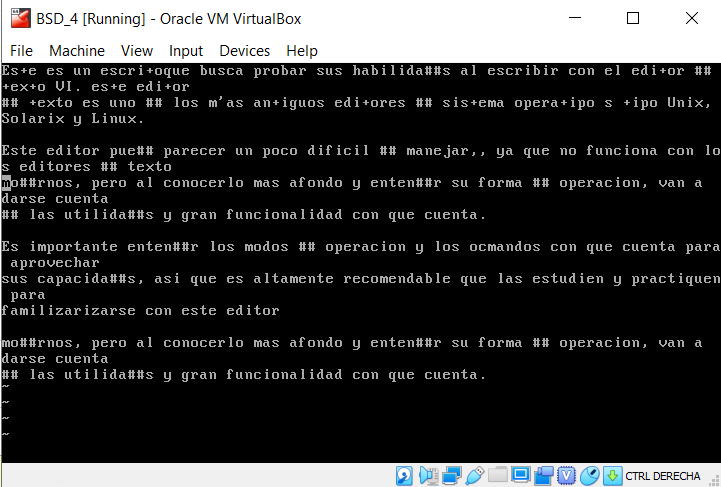 BSD_4 [Running] - Oracle VM VirtualBox
File Machine View Input Devices Help
Es+e es un escri+oque busca probar sus habilida##s al escribir con el edi+or ##
+ex+o VI. es+e edi+or
## +exto es uno ## los m'as an+iguos edi+ores ## sis+ema opera+ipo s +ipo Unix,
Solarix y Linux.
Este editor pue## parecer un poco dificil ## manejar,, ya que no funciona con lo
s editores ## texto
mo##rnos, pero al conocerlo mas afondo y enten##r su forma ## operacion, van a
darse cuenta
## las utilida##s y gran funcionalidad con que cuenta.
Es importante enten##r los modos ## operacion y los ocmandos con que cuenta para
aprovechar
sus capacida##s, asi que es altamente recomendable que las estudien y practiquen
para
familizarizarse con este editor
mo##rnos, pero al conocerlo mas afondo y enten##r su forma ## operacion, van a
darse cuenta
## las utilida##s y gran funcionalidad con que cuenta.
~
~
~
~
CTRL DERECHA